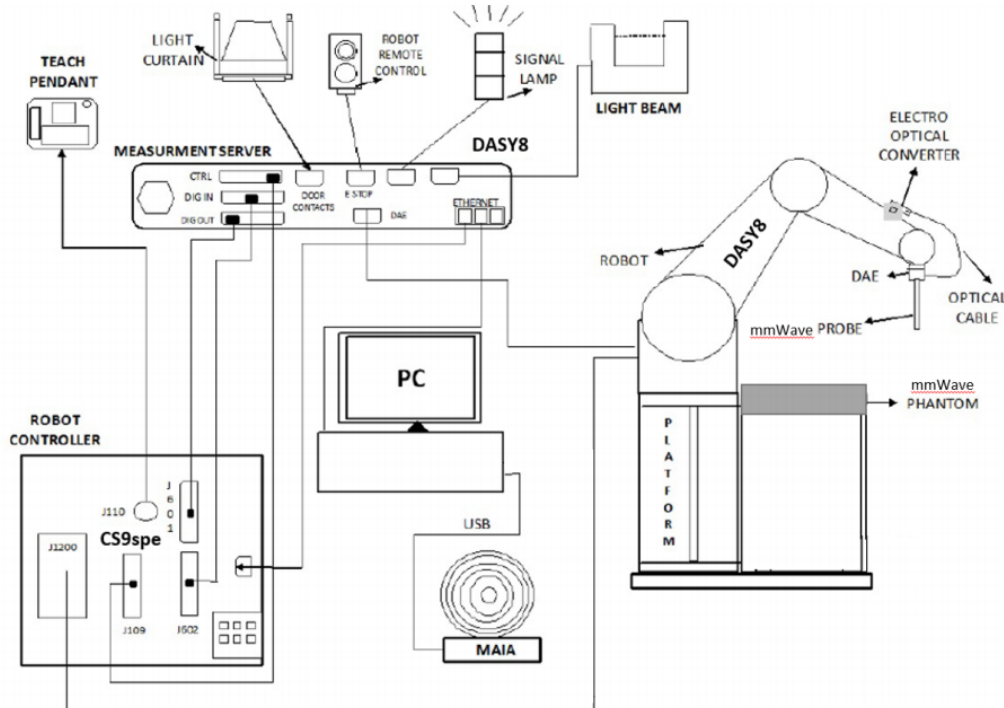 LIGHT
CURTAIN
ROBOT
REMOTE
CONTROL
SIGNAL
LAMP
LIGHT BEAM
TEACH
PENDANT
MEASURMENT SERVER
DASY8
CTRL
DIG IN
DIG OUT
DOOR
CONTACTS
E STOP
DAE
ETHERNET
ELECTRO
OPTICAL
CONVERTER
ROBOT
DASY8
DAE
OPTICAL
CABLE
mmWave PROBE
mmWave
PHANTOM
PLATFORM
PC
USB
MAIA
ROBOT
CONTROLLER
J110
J601
CS9spe
J1200
J109
J602